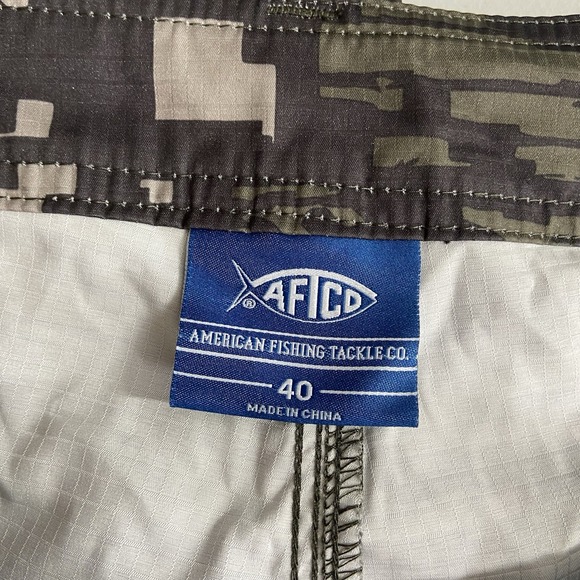 AFTCO
®
AMERICAN FISHING TACKLE CO.
40
MADE IN CHINA